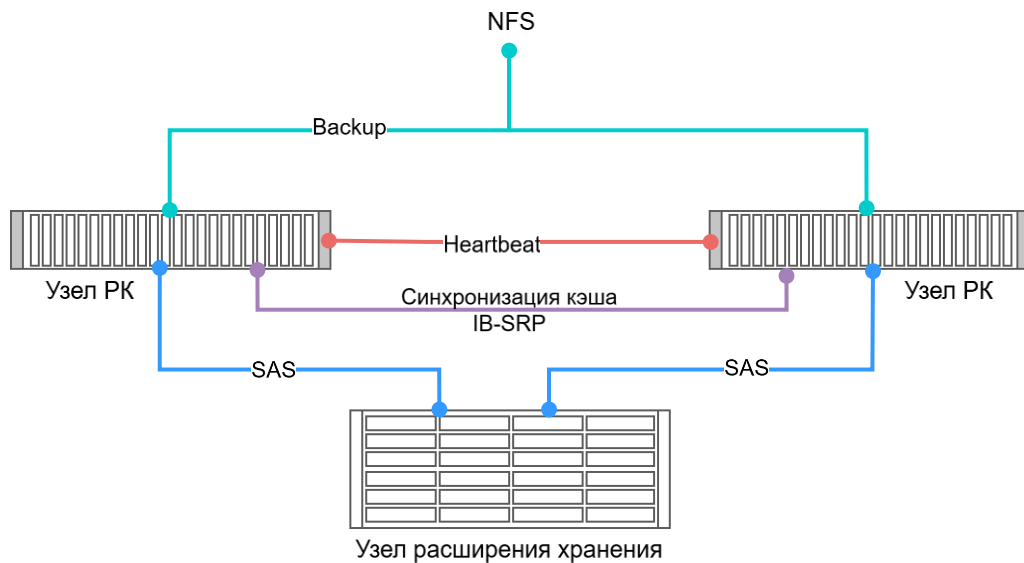 NFS
Backup
Heartbeat
Узел РК
Узел РК
Синхронизация кэша
IB-SRP
SAS
SAS
Узел расширения хранения